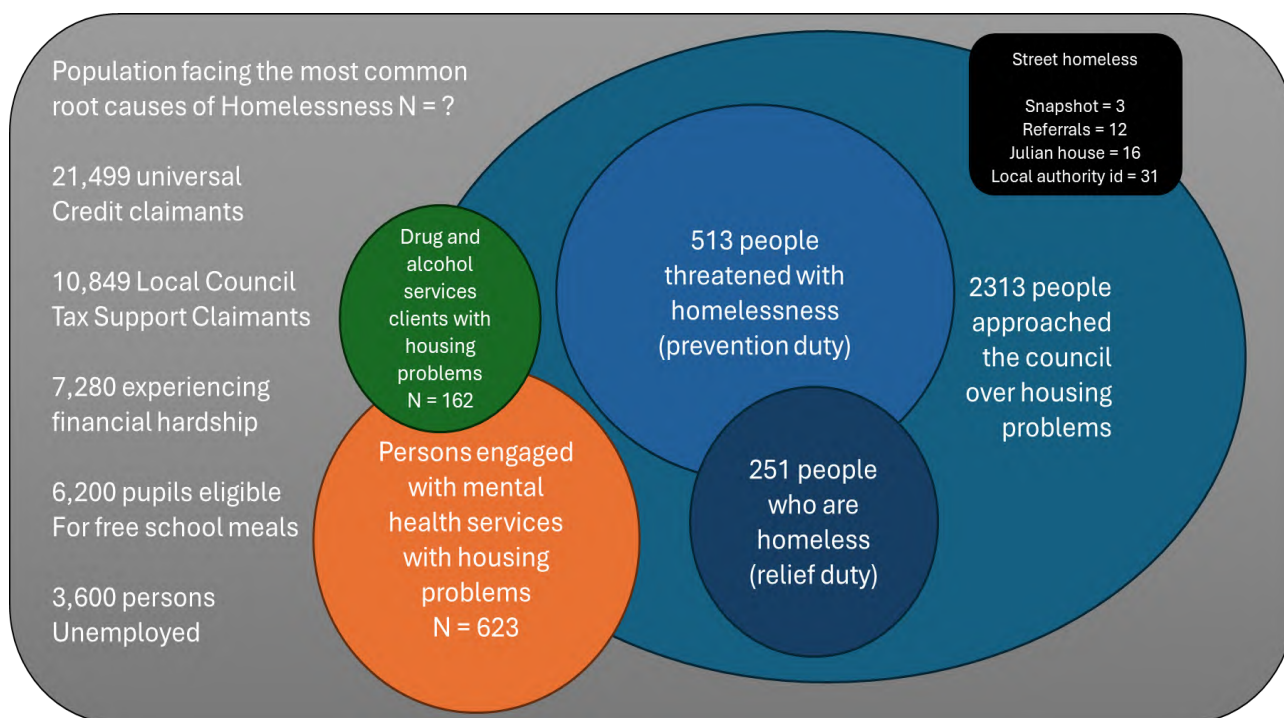 Population facing the most common
root causes of Homelessness N = ?
21,499 universal
Credit claimants
10,849 Local Council
Tax Support Claimants
7,280 experiencing
financial hardship
6,200 pupils eligible
For free school meals
3,600 persons
Unemployed
Drug and
alcohol
services
clients with
housing
problems
N = 162
Persons engaged
with mental
health services
with housing
problems
N = 623
513 people
threatened with
homelessness
(prevention duty)
251 people
who are
homeless
(relief duty)
2313 people
approached
the council
over housing
problems
Street homeless
Snapshot = 3
Referrals = 12
Julian house = 16
Local authority id = 31